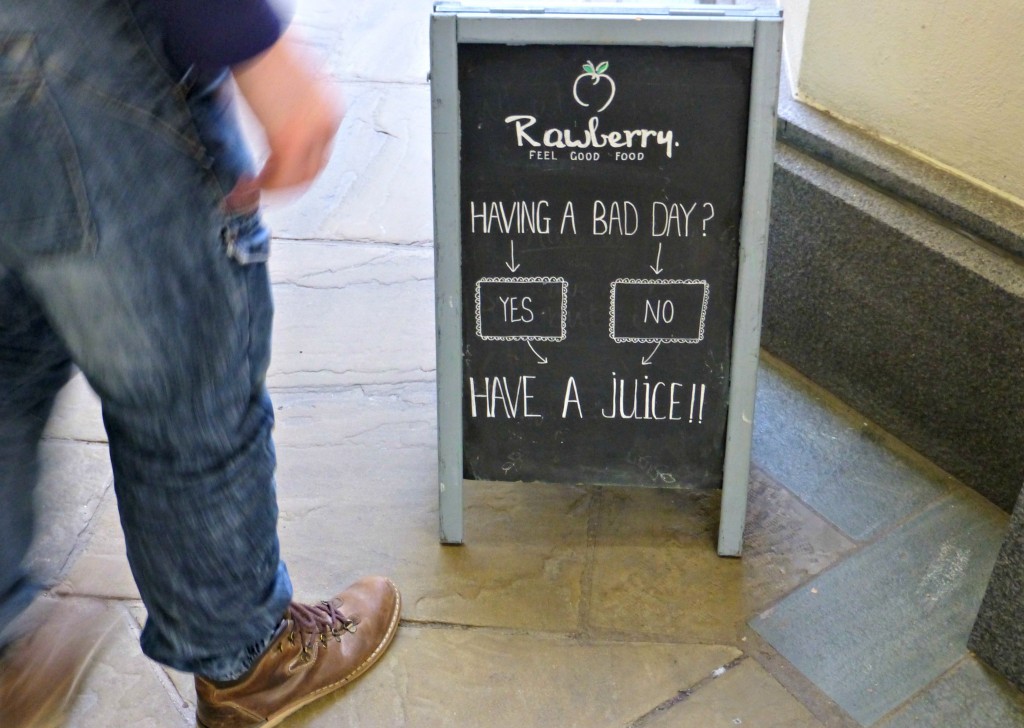 Rawberry.
FEEL GOOD FOOD
HAVING A BAD DAY?
YES NO
HAVE A JUICE!!